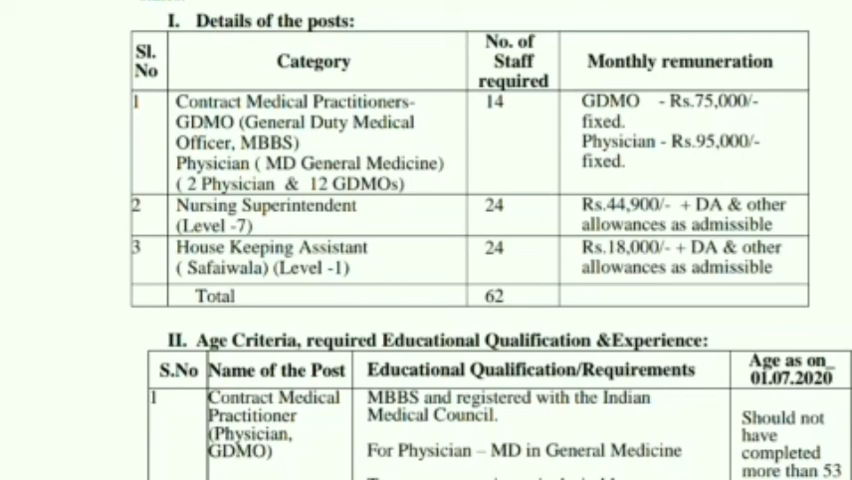 I. Details of the posts:
Sl. No | Category | No. of Staff required | Monthly remuneration
1 | Contract Medical Practitioners- | 14 | GDMO - Rs.75,000/-
GDMO (General Duty Medical | fixed.
Officer, MBBS) | Physician - Rs.95,000/-
Physician ( MD General Medicine) | fixed.
( 2 Physician & 12 GDMOs)
2 | Nursing Superintendent | 24 | Rs.44,900/- + DA & other
(Level -7) | allowances as admissible
3 | House Keeping Assistant | 24 | Rs.18,000/- + DA & other
( Safaiwala) (Level -1) | allowances as admissible
Total | 62
II. Age Criteria, required Educational Qualification &Experience:
S.No | Name of the Post | Educational Qualification/Requirements | Age as on 01.07.2020
1 | Contract Medical | MBBS and registered with the Indian
Practitioner | Medical Council. | Should not
(Physician, | have
GDMO) | For Physician – MD in General Medicine | completed
more than 53